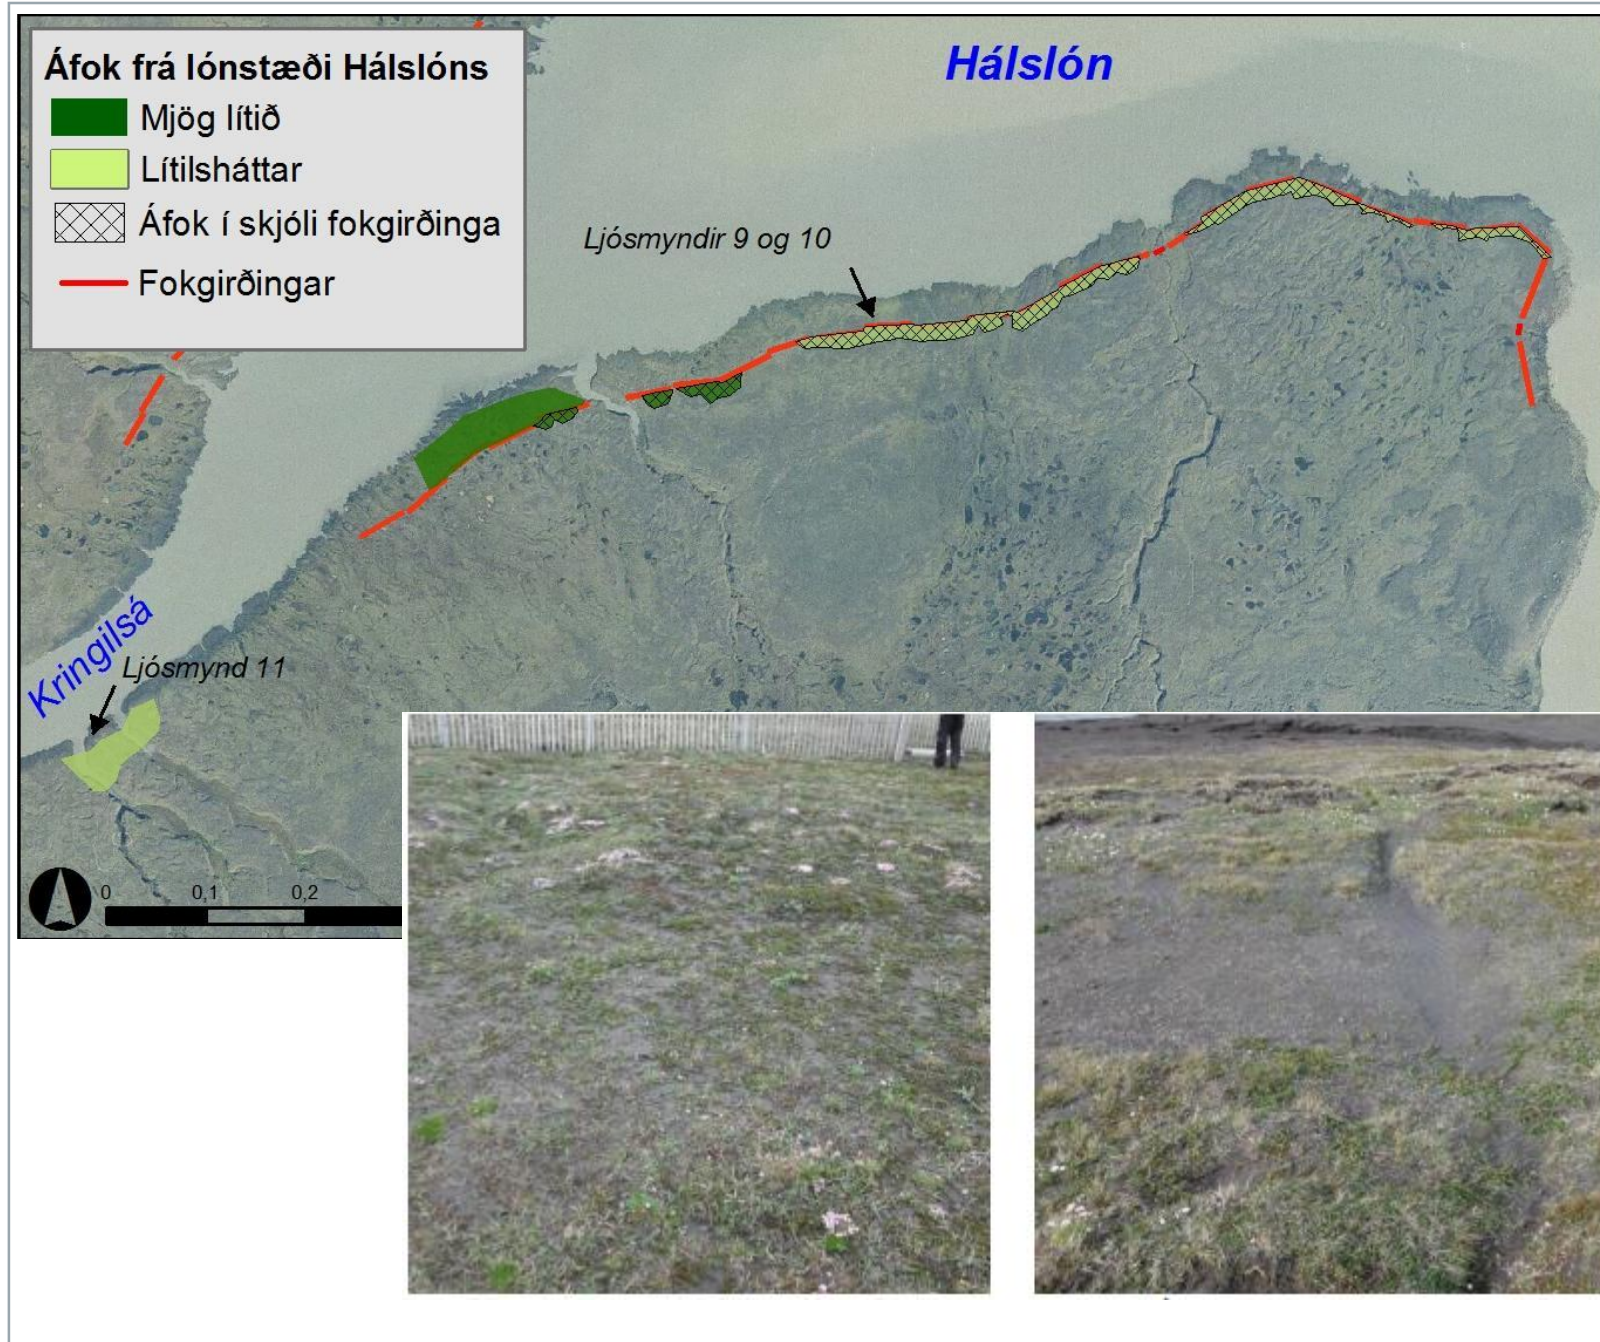 Áfok frá lónstæði Hálslóns
Mjög lítið
Lítilsháttar
Áfok í skjóli fokgirðinga
Fokgirðingar
Hálslón
Ljósmyndir 9 og 10
Kringilsá
Ljósmynd 11
0 0,1 0,2